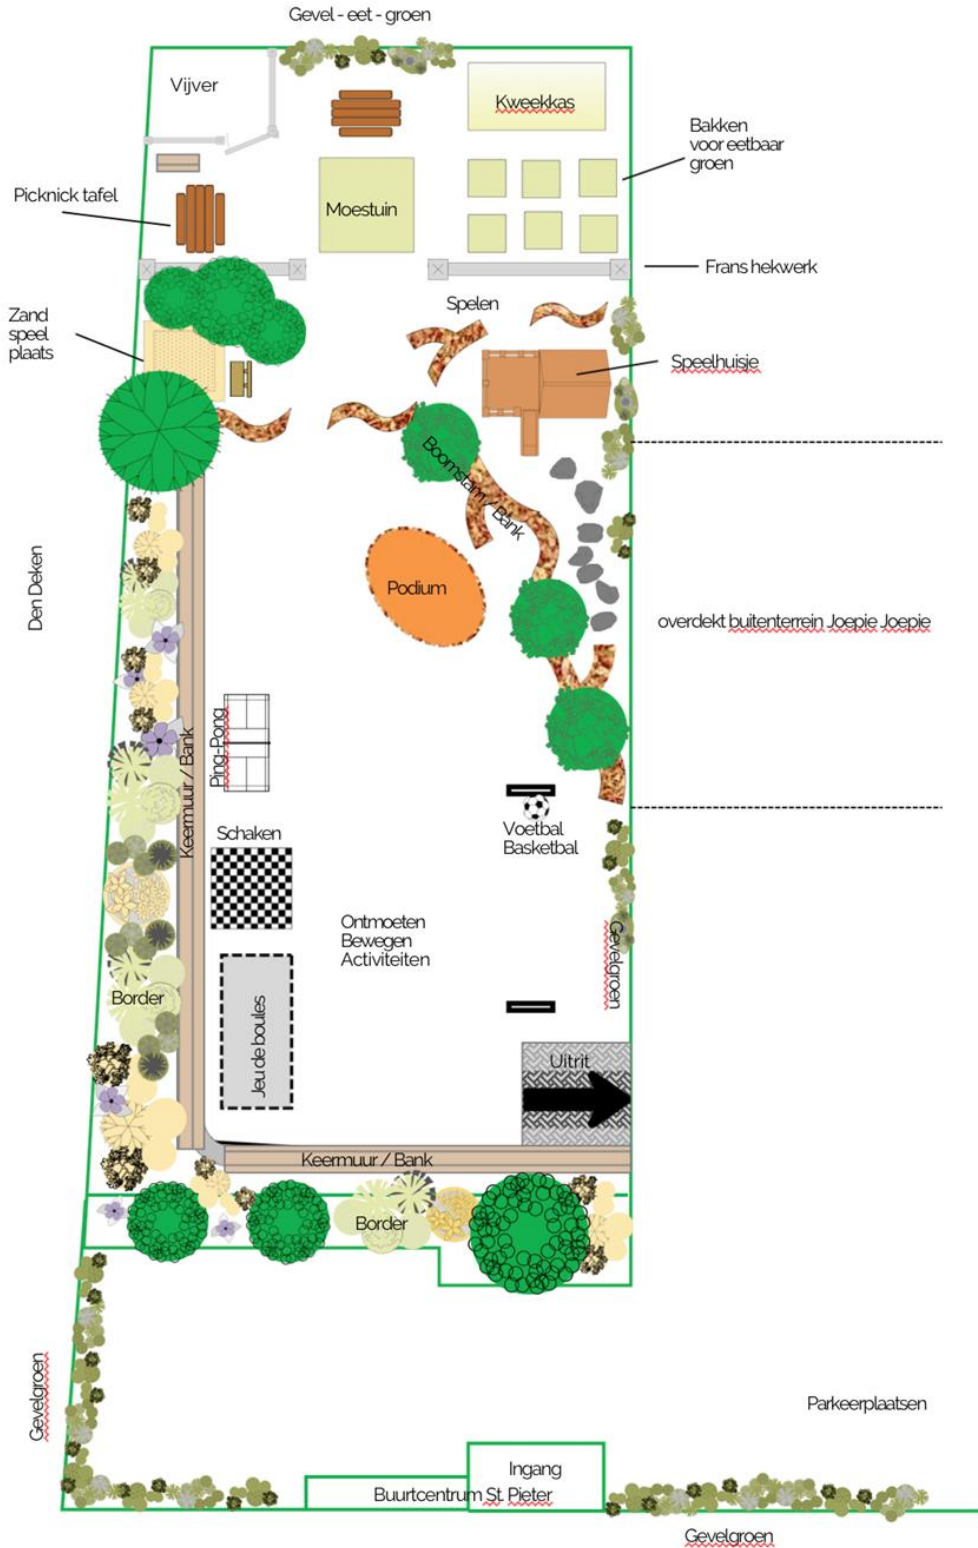 Gevel - eet - groen
Vijver
Kweekkas
Bakken
voor eetbaar
groen
Picknick tafel
Moestuin
Frans hekwerk
Spelen
Zand
speel
plaats
Speelhuisje
Boomstam / Bank
Den Deken
Podium
overdekt buitenterrein Joepie Joepie
Ping-Pong
Keermuur / Bank
Schaken
Voetbal
Basketbal
Ontmoeten
Bewegen
Activiteiten
Gevelgroen
Border
Jeu de boules
Uitrit
Keermuur / Bank
Border
Gevelgroen
Parkeerplaatsen
Ingang
Buurtcentrum St. Pieter
Gevelgroen